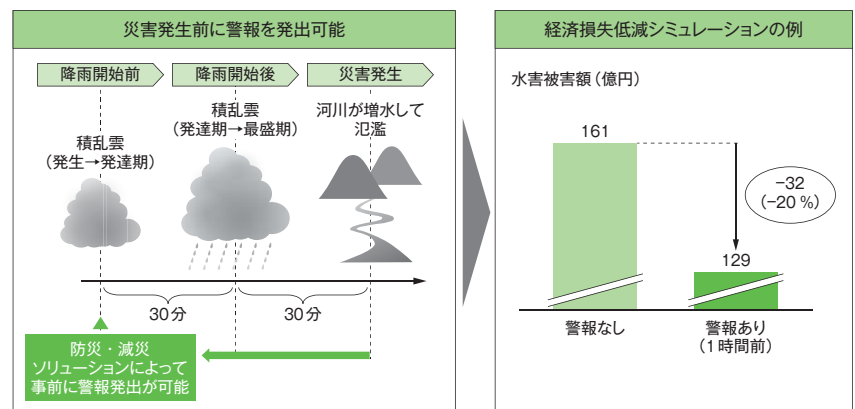 災害発生前に警報を発出可能
降雨開始前
降雨開始後
災害発生
積乱雲
(発生→発達期)
積乱雲
(発達期→最盛期)
河川が増水して
氾濫
30分
30分
防災・減災
ソリューションによって
事前に警報発出が可能
経済損失低減シミュレーションの例
水害被害額(億円)
161
-32
(-20 %)
129
警報なし
警報あり
(1時間前)